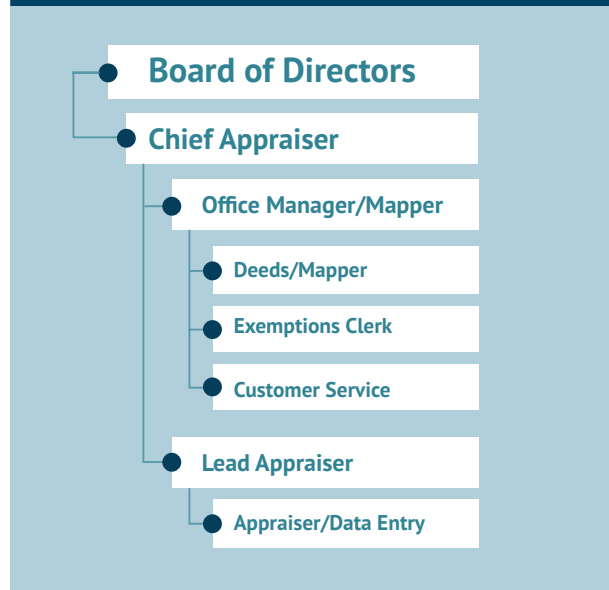 Board of Directors
Chief Appraiser
Office Manager/Mapper
Deeds/Mapper
Exemptions Clerk
Customer Service
Lead Appraiser
Appraiser/Data Entry